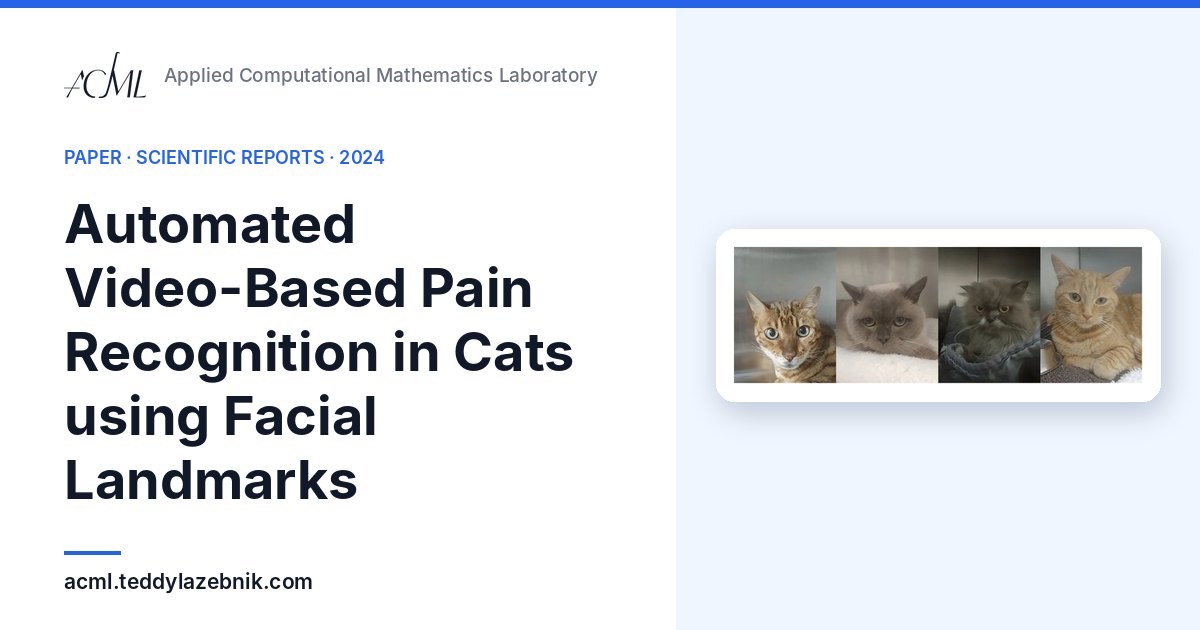 ACML
Applied Computational Mathematics Laboratory
PAPER · SCIENTIFIC REPORTS · 2024
Automated
Video-Based Pain
Recognition in Cats
using Facial
Landmarks
acml.teddylazebnik.com